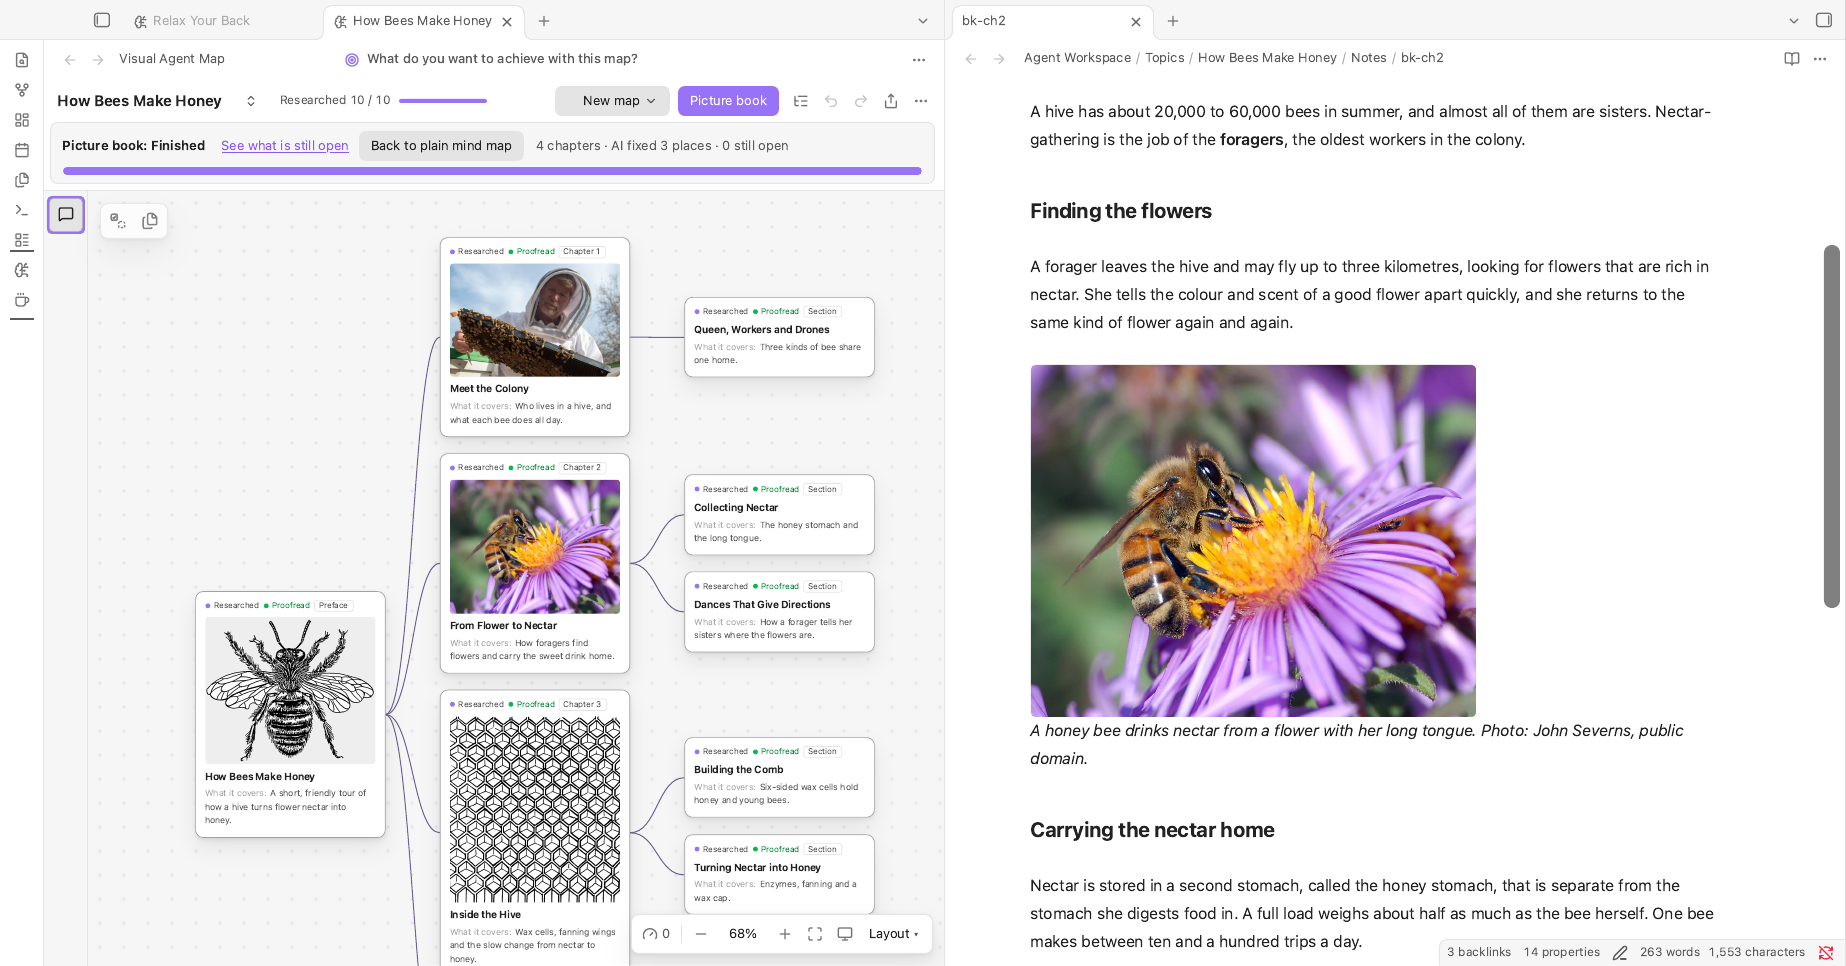 Relax Your Back
How Bees Make Honey
bk-ch2
Visual Agent Map
What do you want to achieve with this map?
Agent Workspace / Topics / How Bees Make Honey / Notes / bk-ch2
How Bees Make Honey
Researched 10 / 10
New map
Picture book
Picture book: Finished
See what is still open
Back to plain mind map
4 chapters · AI fixed 3 places · 0 still open
Researched Proofread Preface
How Bees Make Honey
What it covers: A short, friendly tour of
how a hive turns flower nectar into
honey.
Researched Proofread Chapter 1
Meet the Colony
What it covers: Who lives in a hive, and
what each bee does all day.
Researched Proofread Section
Queen, Workers and Drones
What it covers: Three kinds of bee share
one home.
Researched Proofread Chapter 2
From Flower to Nectar
What it covers: How foragers find
flowers and carry the sweet drink home.
Researched Proofread Section
Collecting Nectar
What it covers: The honey stomach and
the long tongue.
Researched Proofread Section
Dances That Give Directions
What it covers: How a forager tells her
sisters where the flowers are.
Researched Proofread Chapter 3
Inside the Hive
What it covers: Wax cells, fanning wings
and the slow change from nectar to
honey.
Researched Proofread Section
Building the Comb
What it covers: Six-sided wax cells hold
honey and young bees.
Researched Proofread Section
Turning Nectar into Honey
What it covers: Enzymes, fanning and a
wax cap.
0
68%
Layout
A hive has about 20,000 to 60,000 bees in summer, and almost all of them are sisters. Nectar-
gathering is the job of the foragers, the oldest workers in the colony.
Finding the flowers
A forager leaves the hive and may fly up to three kilometres, looking for flowers that are rich in
nectar. She tells the colour and scent of a good flower apart quickly, and she returns to the
same kind of flower again and again.
A honey bee drinks nectar from a flower with her long tongue. Photo: John Severns, public
domain.
Carrying the nectar home
Nectar is stored in a second stomach, called the honey stomach, that is separate from the
stomach she digests food in. A full load weighs about half as much as the bee herself. One bee
makes between ten and a hundred trips a day.
3 backlinks
14 properties
263 words
1,553 characters